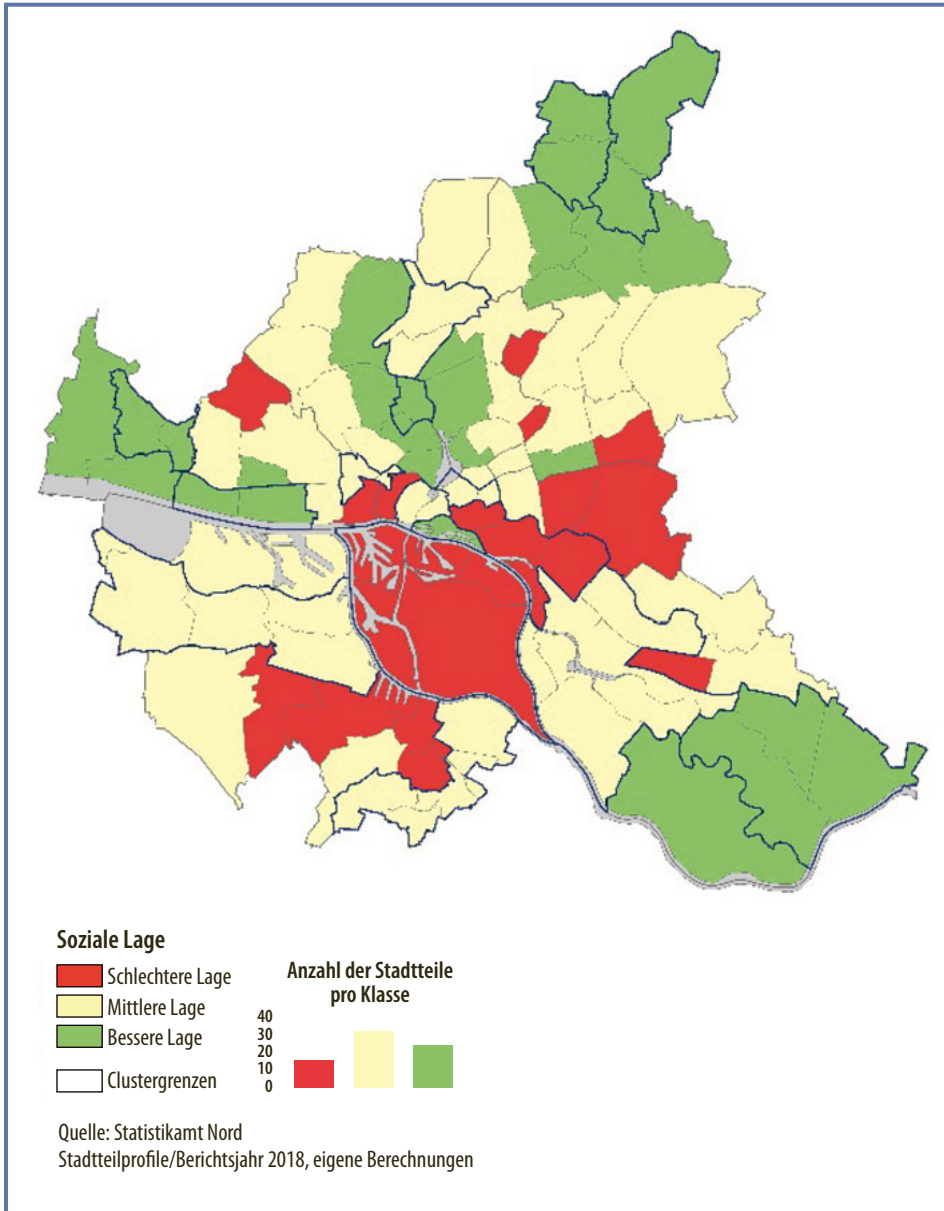 Soziale Lage
Schlechtere Lage
Mittlere Lage
Bessere Lage
Clustergrenzen
Anzahl der Stadtteile
pro Klasse
40
30
20
10
0
Quelle: Statistikamt Nord
Stadtteilprofile/Berichtsjahr 2018, eigene Berechnungen